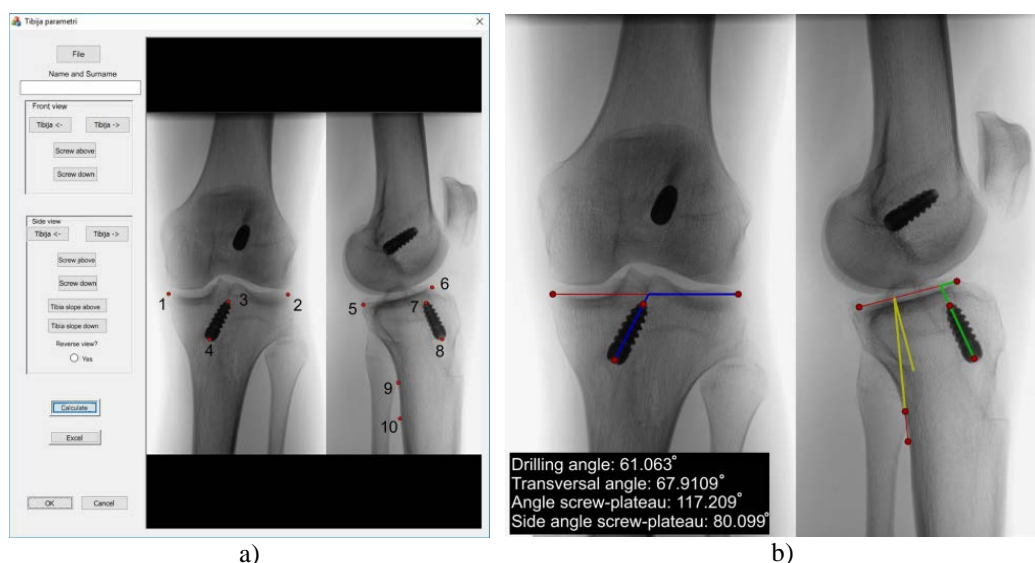 Tibija parametri
File
Name and Surname
Front view
Tibija <-
Tibija ->
Screw above
Screw down
Side view
Tibija <-
Tibija ->
Screw above
Screw down
Tibia slope above
Tibia slope down
Reverse view?
Yes
Calculate
Excel
OK
Cancel
1
2
3
4
5
6
7
8
9
10
a)
Drilling angle: 61.063°
Transversal angle: 67.9109°
Angle screw-plateau: 117.209°
Side angle screw-plateau: 80.099°
b)